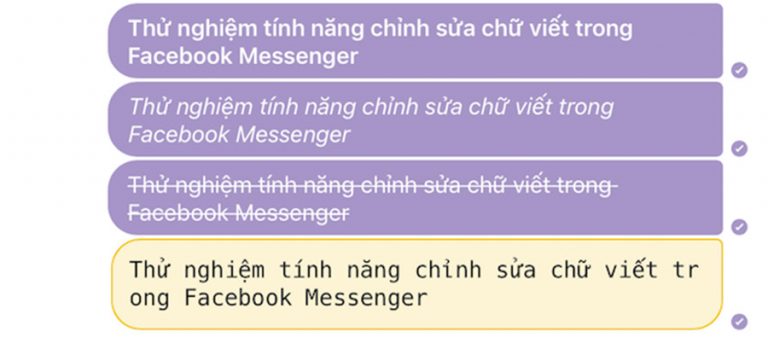 Thử nghiệm tính năng chỉnh sửa chữ viết trong
Facebook Messenger
Thử nghiệm tính năng chỉnh sửa chữ viết trong
Facebook Messenger
Thử nghiệm tính năng chỉnh sửa chữ viết trong
Facebook Messenger
Thử nghiệm tính năng chỉnh sửa chữ viết tr
ong Facebook Messenger